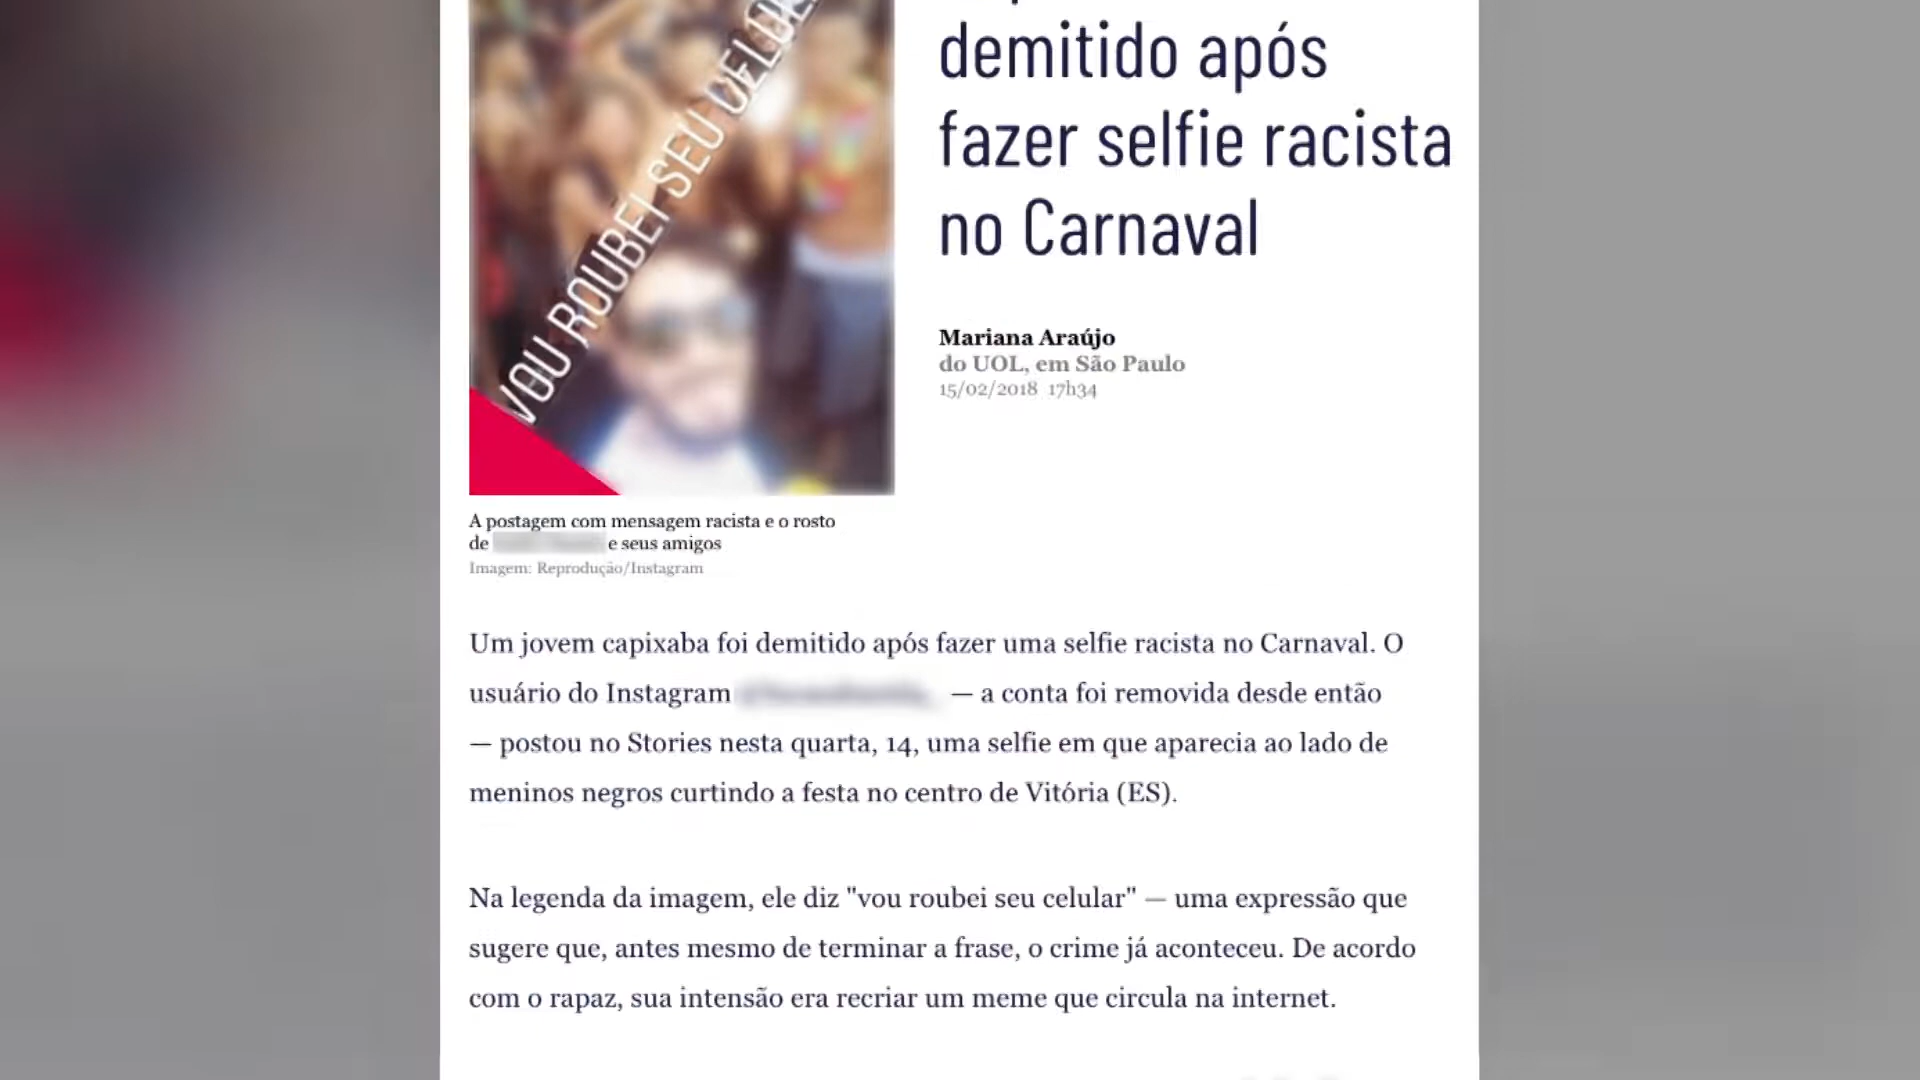 VOU ROUBEI SEU
demitido após
fazer selfie racista
no Carnaval
Mariana Araújo
do UOL, em São Paulo
15/02/2018 17h34
A postagem com mensagem racista e o rosto
de e seus amigos
Imagem: Reprodução/Instagram
Um jovem capixaba foi demitido após fazer uma selfie racista no Carnaval. O
usuário do Instagram — a conta foi removida desde então
— postou no Stories nesta quarta, 14, uma selfie em que aparecia ao lado de
meninos negros curtindo a festa no centro de Vitória (ES).
Na legenda da imagem, ele diz "vou roubei seu celular" — uma expressão que
sugere que, antes mesmo de terminar a frase, o crime já aconteceu. De acordo
com o rapaz, sua intensão era recriar um meme que circula na internet.